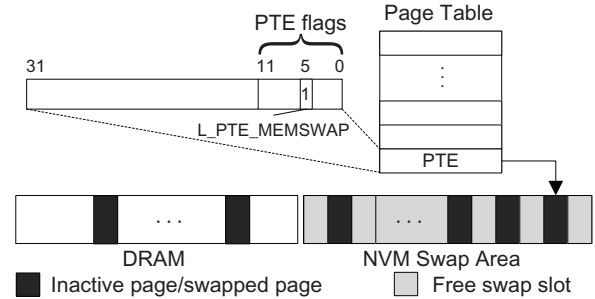 PTE flags
Page Table
31 11 5 0
1
L_PTE_MEMSWAP
PTE
DRAM
NVM Swap Area
Inactive page/swapped page
Free swap slot